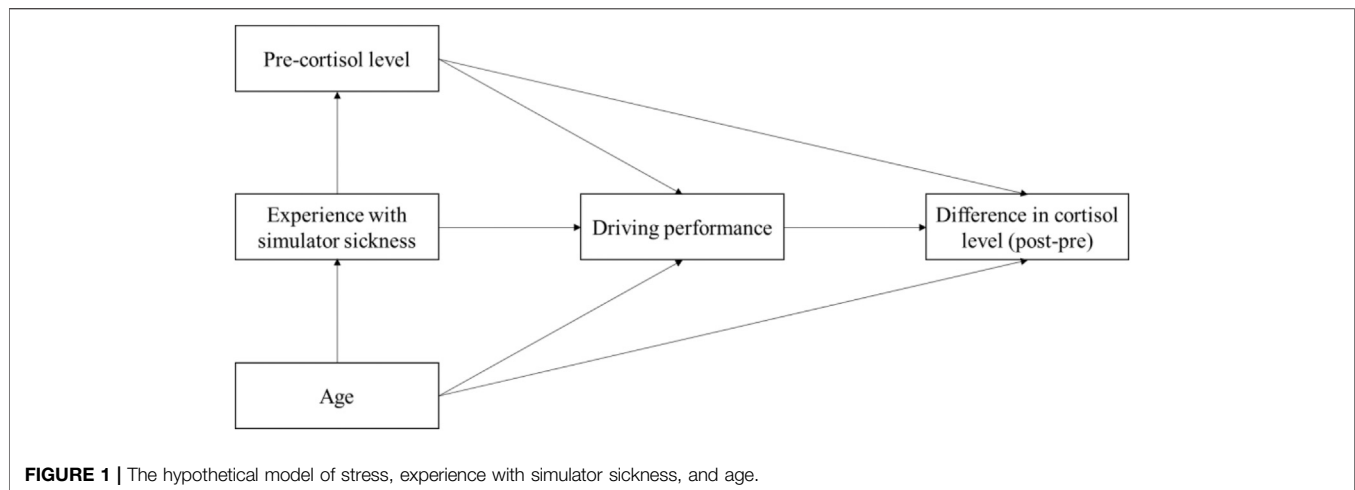 Pre-cortisol level
Experience with
simulator sickness
Driving performance
Difference in cortisol
level (post-pre)
Age
FIGURE 1 | The hypothetical model of stress, experience with simulator sickness, and age.